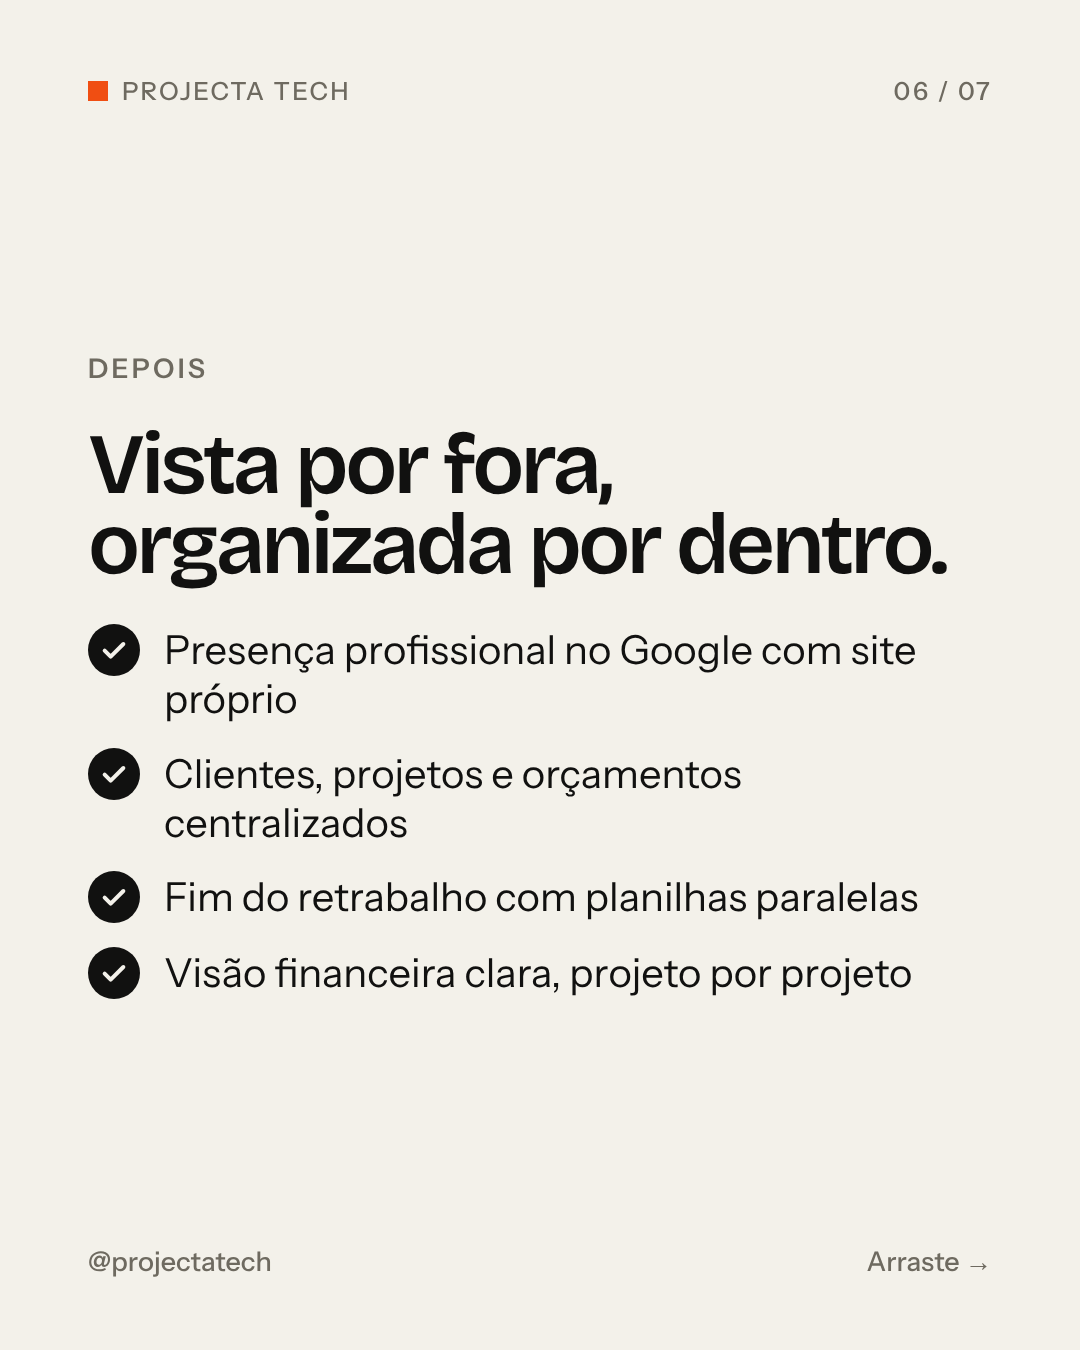 PROJECTA TECH
06 / 07
DEPOIS
Vista por fora,
organizada por dentro.
Presença profissional no Google com site
próprio
Clientes, projetos e orçamentos
centralizados
Fim do retrabalho com planilhas paralelas
Visão financeira clara, projeto por projeto
@projectatech
Arraste →